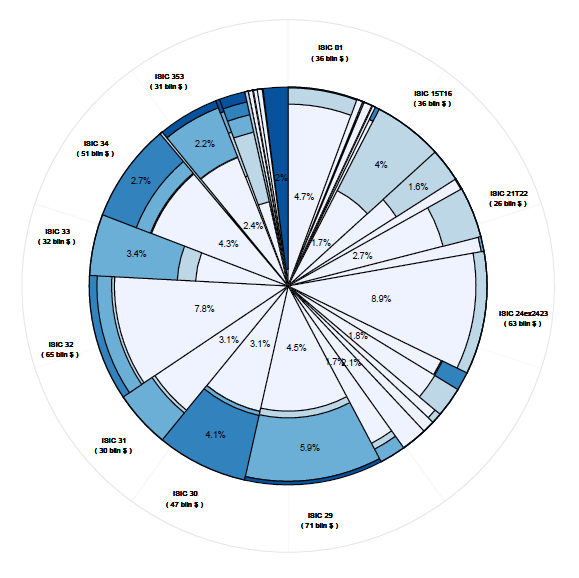 ISIC 01
( 36 bln $ )
ISIC 353
( 31 bln $ )
ISIC 15T16
( 36 bln $ )
ISIC 34
( 51 bln $ )
2.2%
4%
2.7%
2%
1.6%
4.7%
ISIC 21T22
( 26 bln $ )
2.4%
ISIC 33
( 32 bln $ )
4.3%
1.7%
3.4%
2.7%
8.9%
7.8%
ISIC 24ex2423
( 63 bln $ )
ISIC 32
( 65 bln $ )
3.1%
3.1%
4.5%
1.8%
1.7%
2.1%
ISIC 31
( 30 bln $ )
4.1%
5.9%
ISIC 30
( 47 bln $ )
ISIC 29
( 71 bln $ )